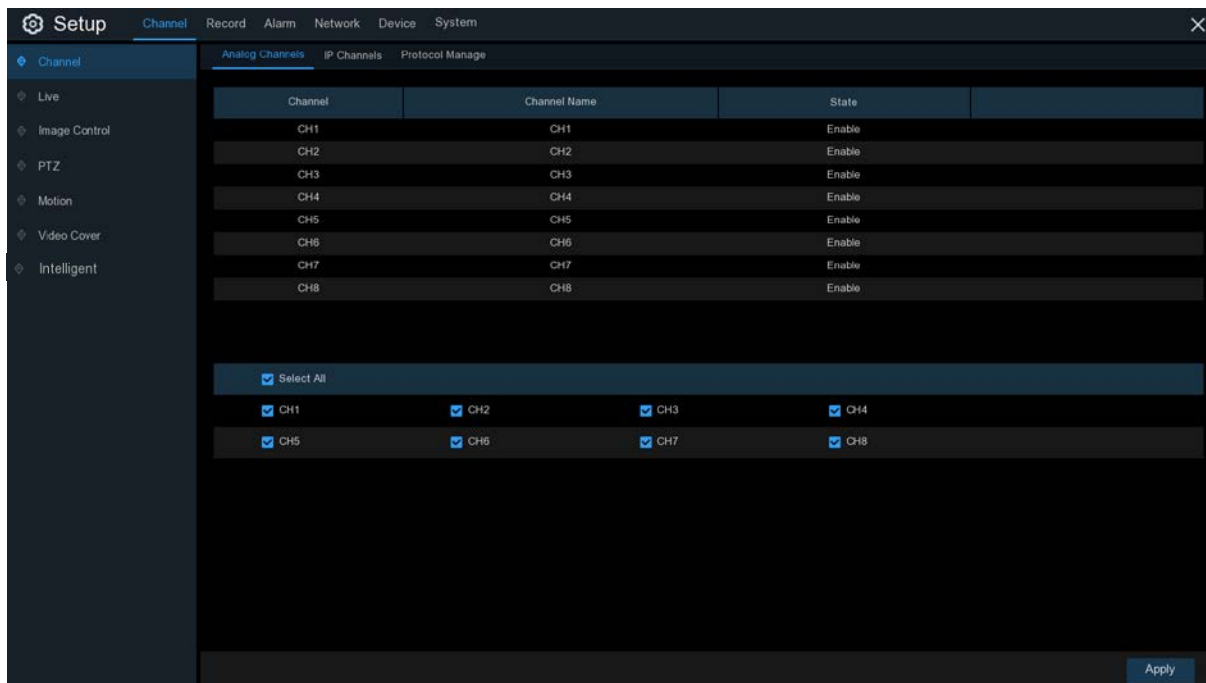 Setup Channel Record Alarm Network Device System
Channel
Live
Image Control
PTZ
Motion
Video Cover
Intelligent
Analog Channels IP Channels Protocol Manage
Channel Channel Name State
CH1 CH1 Enable
CH2 CH2 Enable
CH3 CH3 Enable
CH4 CH4 Enable
CH5 CH5 Enable
CH6 CH6 Enable
CH7 CH7 Enable
CH8 CH8 Enable
Select All
CH1 CH2 CH3 CH4
CH5 CH6 CH7 CH8
Apply